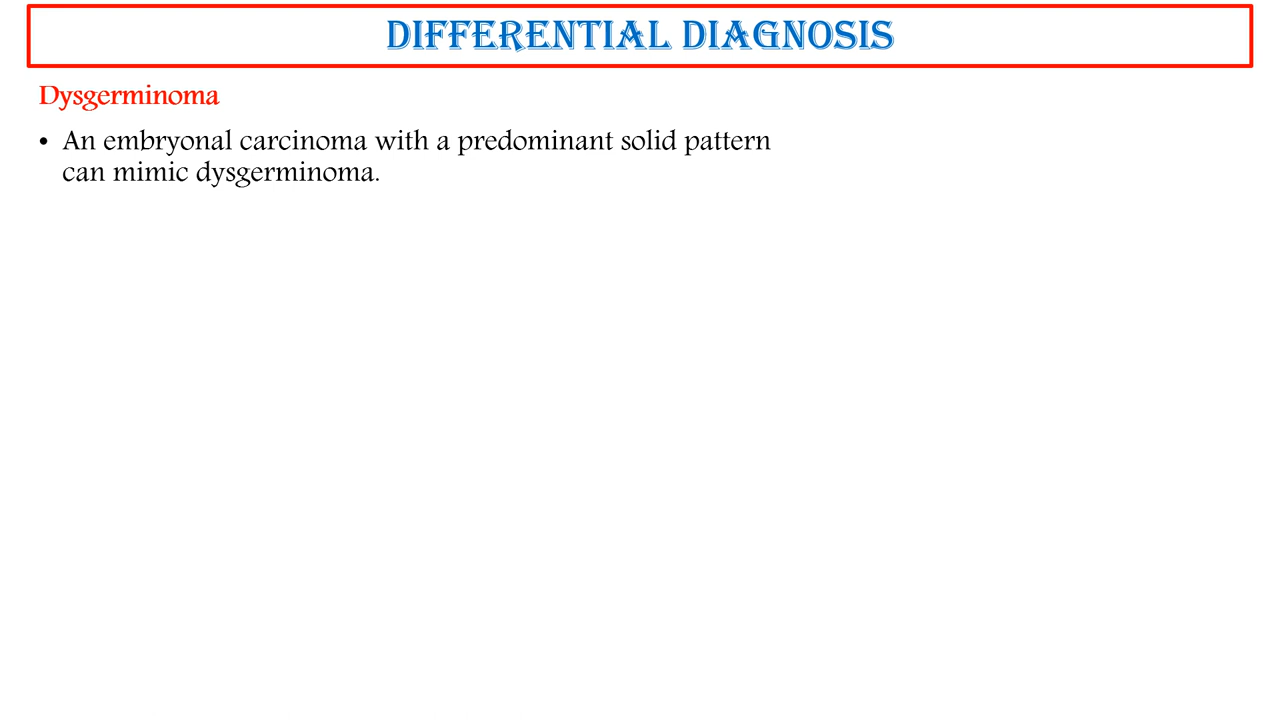 DIFFERENTIAL DIAGNOSIS
Dysgerminoma
• An embryonal carcinoma with a predominant solid pattern
can mimic dysgerminoma.